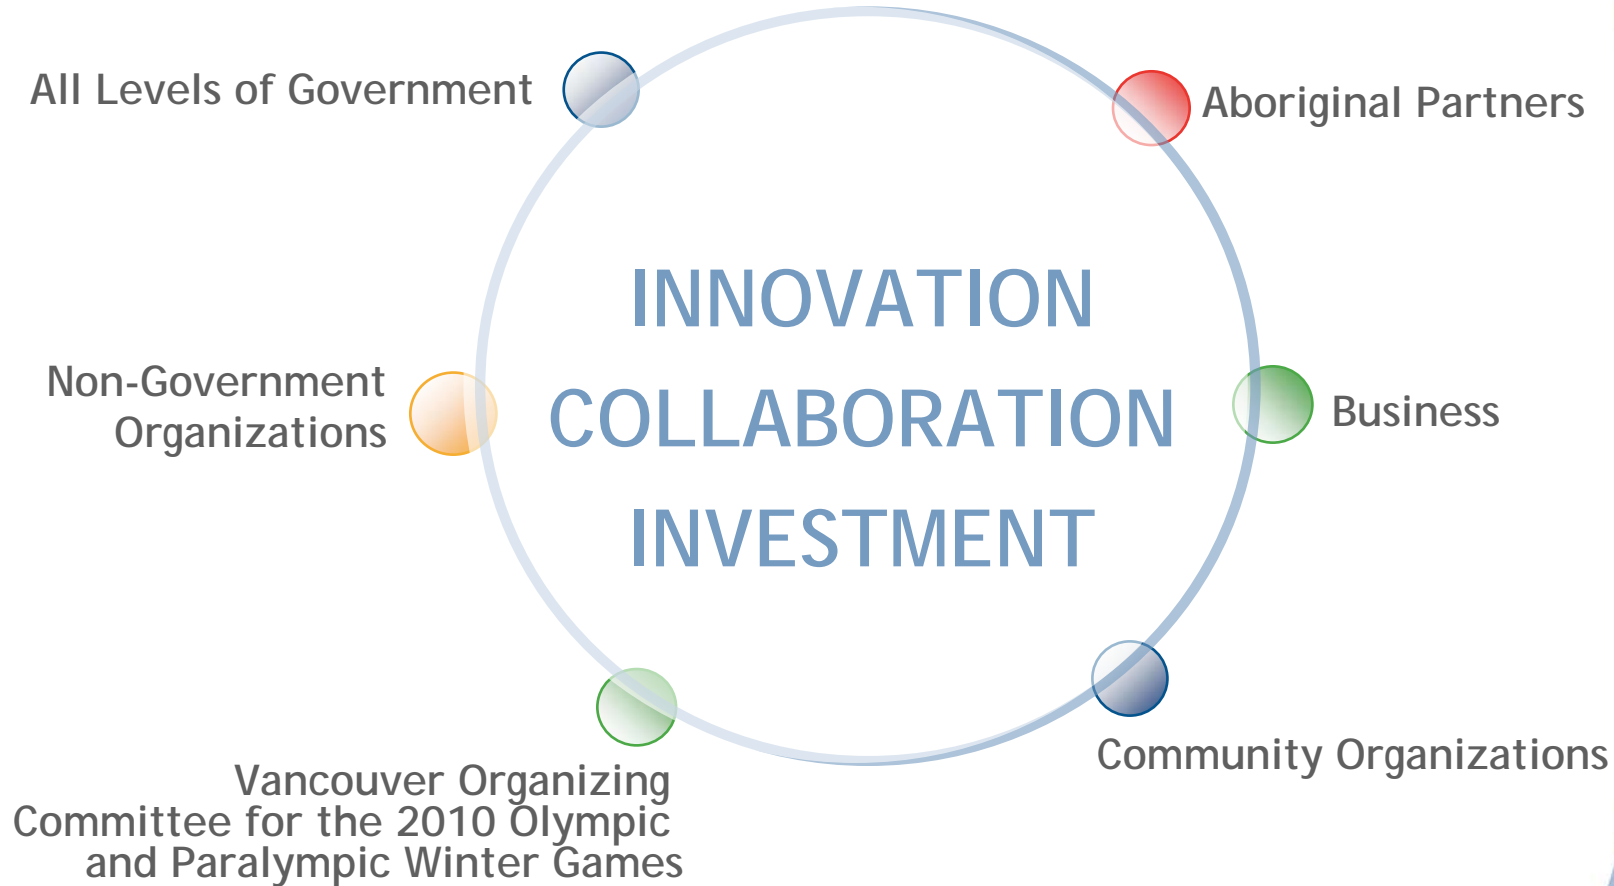 All Levels of Government
Aboriginal Partners
INNOVATION
COLLABORATION
INVESTMENT
Non-Government
Organizations
Business
Vancouver Organizing
Committee for the 2010 Olympic
and Paralympic Winter Games
Community Organizations